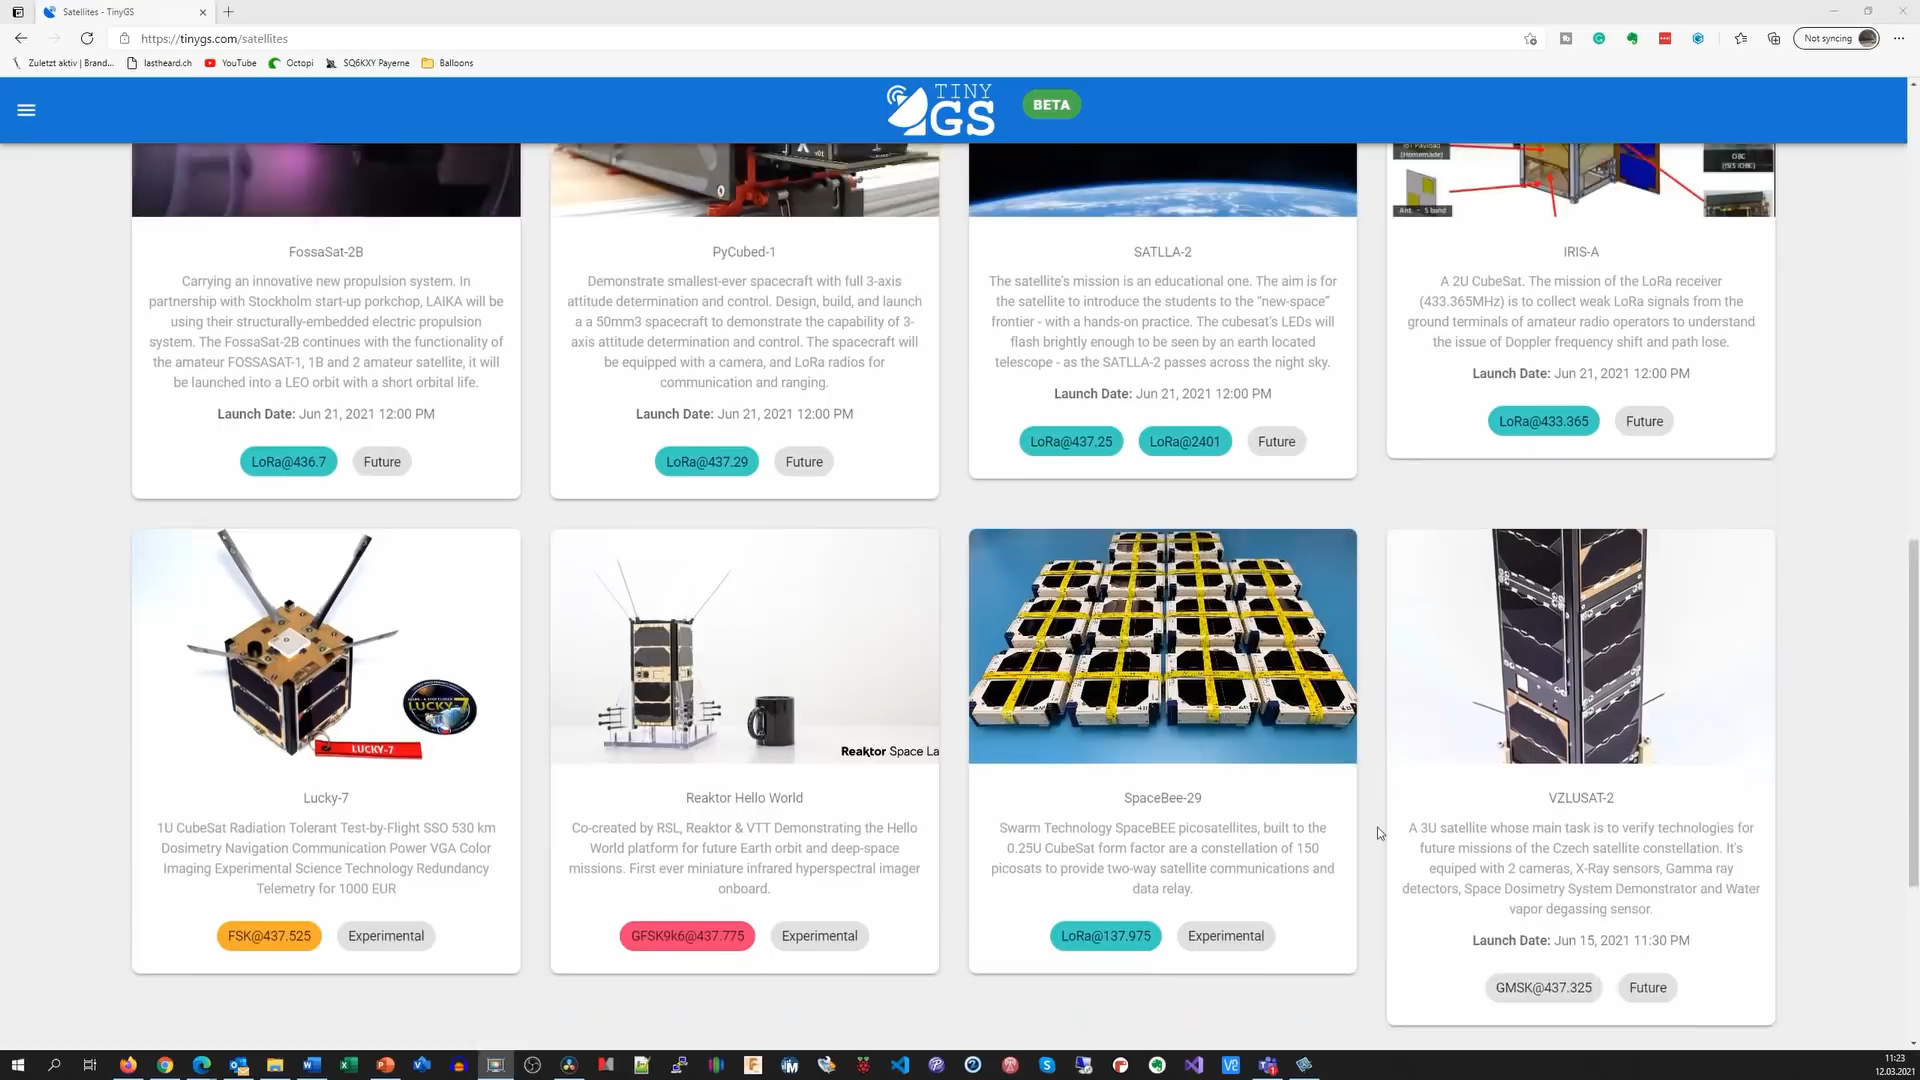 Satellites - TinyGS
https://tinygs.com/satellites
Not syncing
Zuletzt aktiv | Brand...
lastheard.ch
YouTube
Octopi
SQ6KXY Payerne
Balloons
TINY
GS
BETA
[Homemade]
Ant - S band
OBC
FossaSat-2B
Carrying an innovative new propulsion system. In
partnership with Stockholm start-up porkchop, LAIKA will be
using their structurally-embedded electric propulsion
system. The FossaSat-2B continues with the functionality of
the amateur FOSSASAT-1, 1B and 2 amateur satellite, it will
be launched into a LEO orbit with a short orbital life.
Launch Date: Jun 21, 2021 12:00 PM
LoRa@436.7
Future
PyCubed-1
Demonstrate smallest-ever spacecraft with full 3-axis
attitude determination and control. Design, build, and launch
a a 50mm3 spacecraft to demonstrate the capability of 3-
axis attitude determination and control. The spacecraft will
be equipped with a camera, and LoRa radios for
communication and ranging.
Launch Date: Jun 21, 2021 12:00 PM
LoRa@437.29
Future
SATLLA-2
The satellite's mission is an educational one. The aim is for
the satellite to introduce the students to the "new-space"
frontier - with a hands-on practice. The cubesat's LEDs will
flash brightly enough to be seen by an earth located
telescope - as the SATLLA-2 passes across the night sky.
Launch Date: Jun 21, 2021 12:00 PM
LoRa@437.25
LoRa@2401
Future
IRIS-A
A 2U CubeSat. The mission of the LoRa receiver
(433.365MHz) is to collect weak LoRa signals from the
ground terminals of amateur radio operators to understand
the issue of Doppler frequency shift and path lose.
Launch Date: Jun 21, 2021 12:00 PM
LoRa@433.365
Future
LUCKY-7
LUCKY-7
Lucky-7
1U CubeSat Radiation Tolerant Test-by-Flight SSO 530 km
Dosimetry Navigation Communication Power VGA Color
Imaging Experimental Science Technology Redundancy
Telemetry for 1000 EUR
FSK@437.525
Experimental
Reaktor Space La
Reaktor Hello World
Co-created by RSL, Reaktor & VTT Demonstrating the Hello
World platform for future Earth orbit and deep-space
missions. First ever miniature infrared hyperspectral imager
onboard.
GFSK9k6@437.775
Experimental
SpaceBee-29
Swarm Technology SpaceBEE picosatellites, built to the
0.25U CubeSat form factor are a constellation of 150
picosats to provide two-way satellite communications and
data relay.
LoRa@137.975
Experimental
VZLUSAT-2
A 3U satellite whose main task is to verify technologies for
future missions of the Czech satellite constellation. It's
equiped with 2 cameras, X-Ray sensors, Gamma ray
detectors, Space Dosimetry System Demonstrator and Water
vapor degassing sensor.
Launch Date: Jun 15, 2021 11:30 PM
GMSK@437.325
Future
11:23
12.03.2021